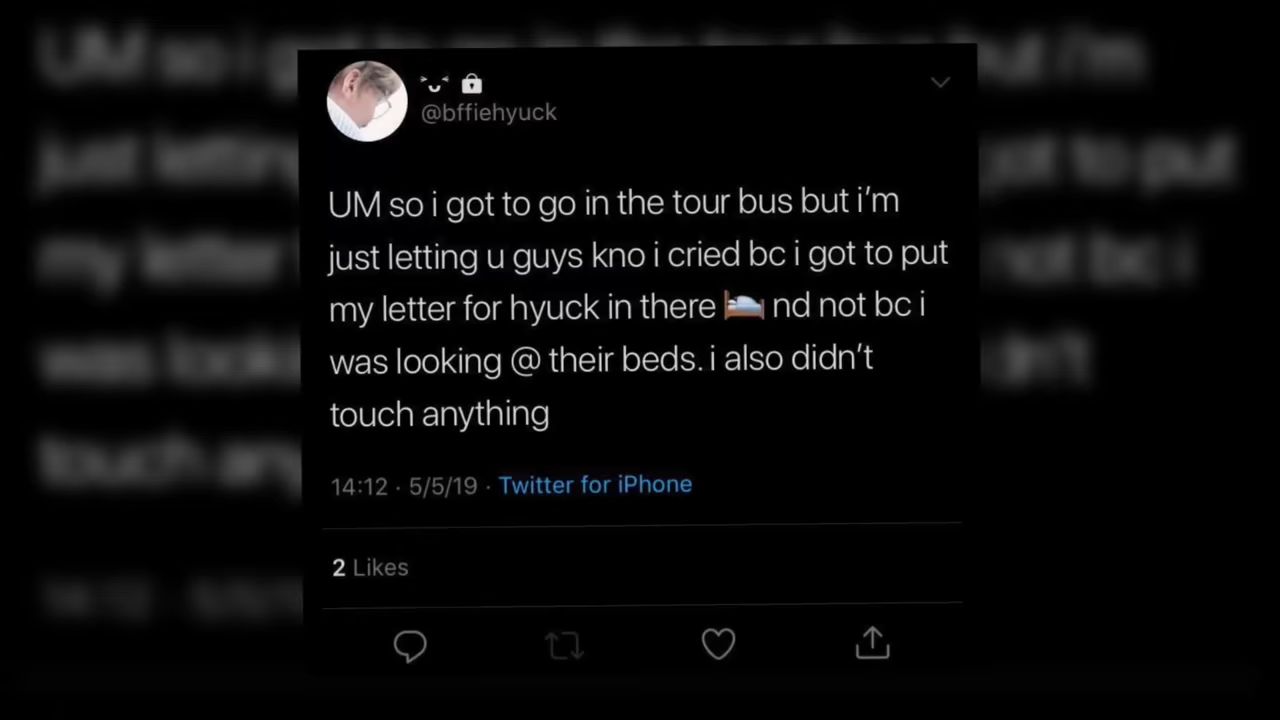 @bffiehyuck
UM so i got to go in the tour bus but i'm
just letting u guys kno i cried bc i got to put
my letter for hyuck in there 🛏️ nd not bc i
was looking @ their beds. i also didn't
touch anything
14:12 · 5/5/19 · Twitter for iPhone
2 Likes